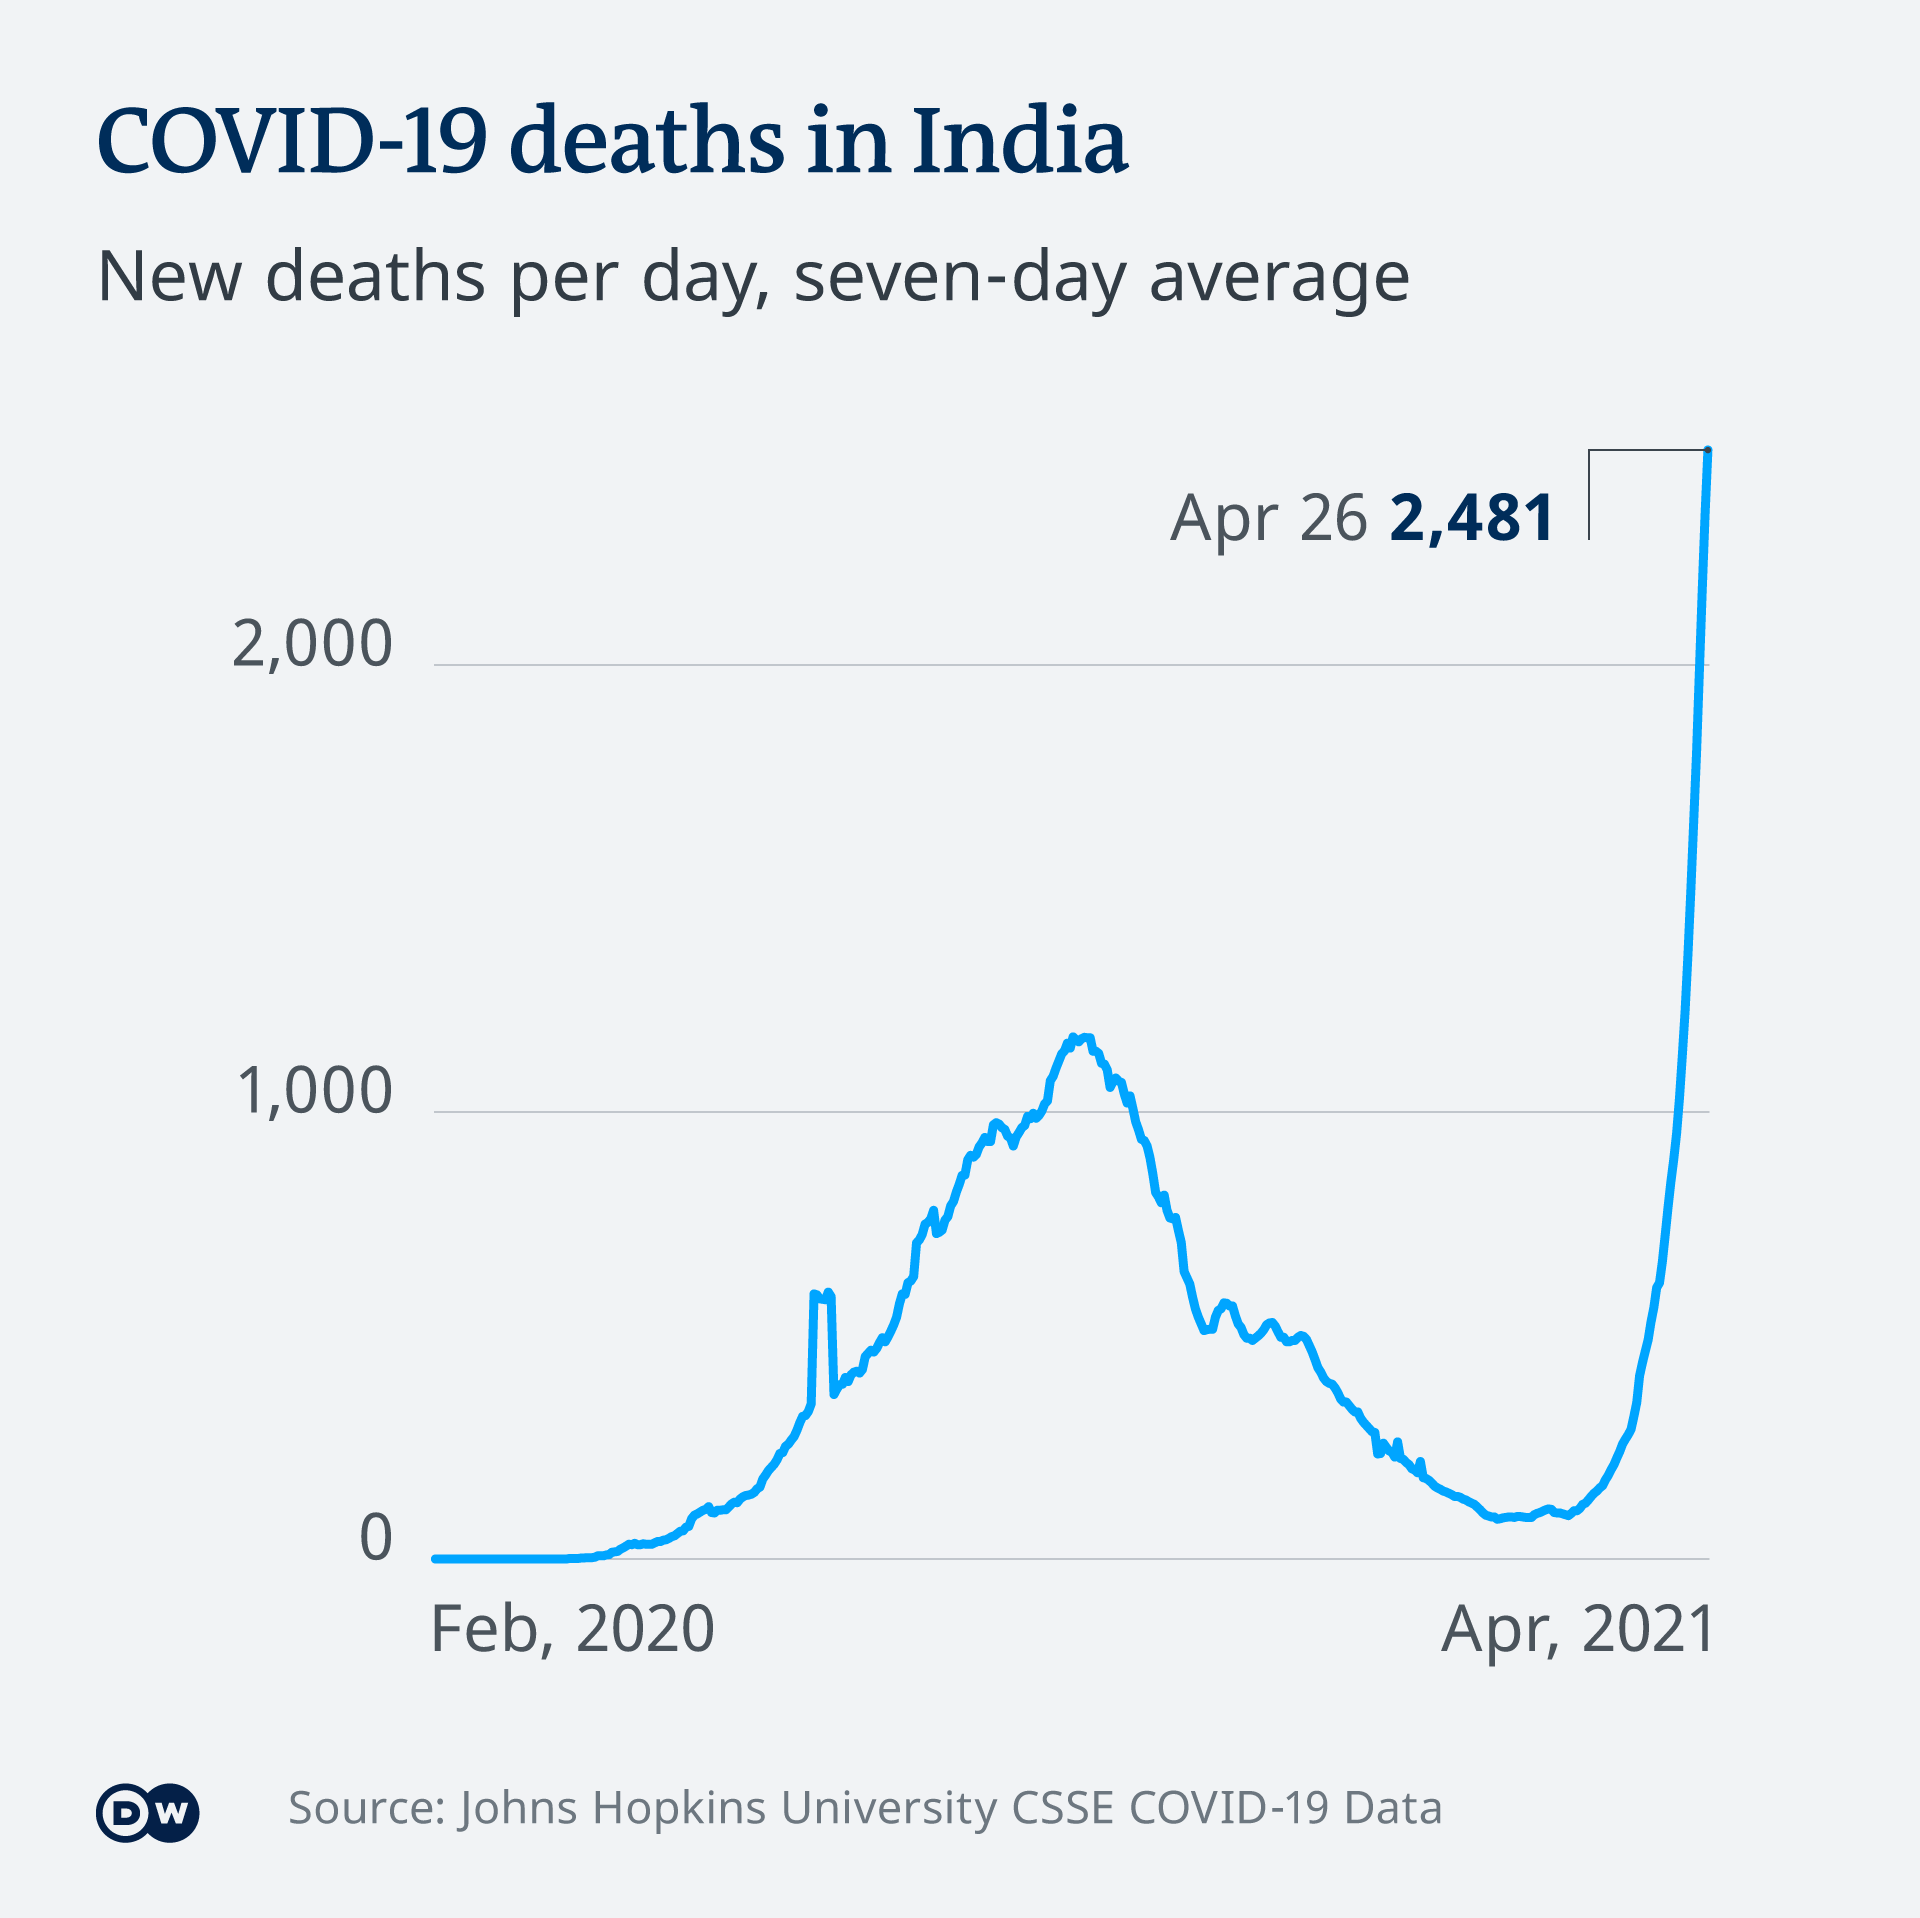 COVID-19 deaths in India
New deaths per day, seven-day average
Apr 26 2,481
2,000
1,000
0
Feb, 2020
Apr, 2021
DW
Source: Johns Hopkins University CSSE COVID-19 Data